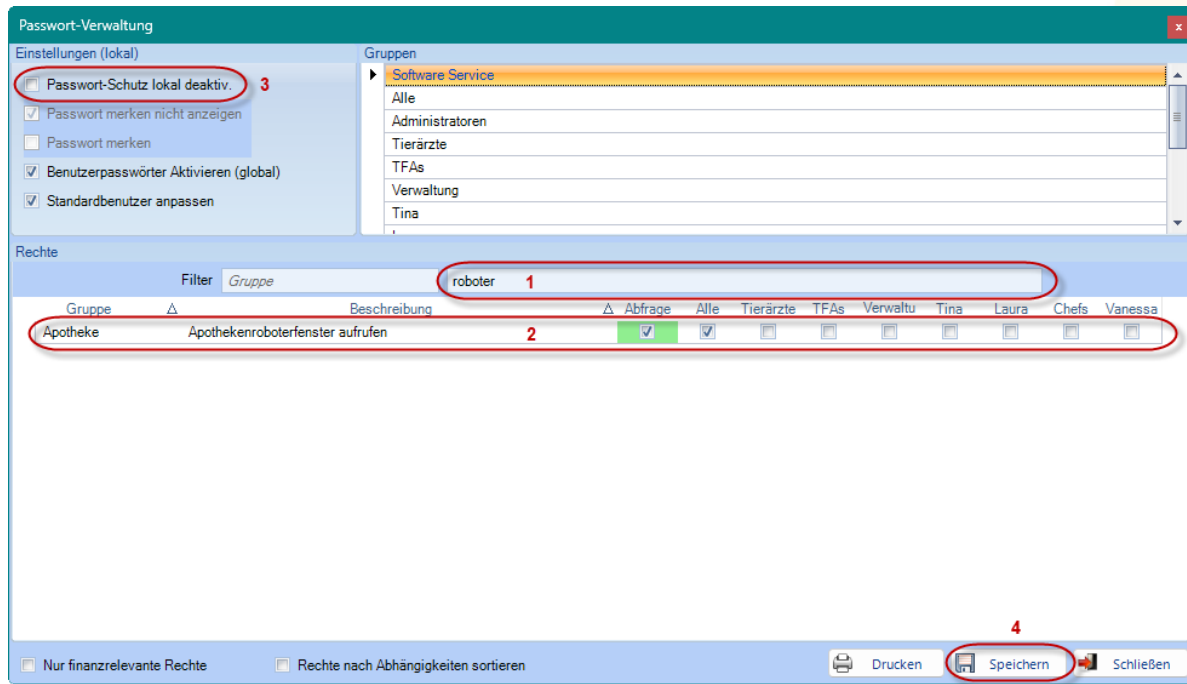 Passwort-Verwaltung
x
Einstellungen (lokal)
Passwort-Schutz lokal deaktiv.
3
Passwort merken nicht anzeigen
Passwort merken
Benutzerpasswörter Aktivieren (global)
Standardbenutzer anpassen
Gruppen
Software Service
Alle
Administratoren
Tierärzte
TFAs
Verwaltung
Tina
Rechte
Filter Gruppe roboter 1
Gruppe Beschreibung Abfrage Alle Tierärzte TFAs Verwaltu Tina Laura Chefs Vanessa
Apotheke Apothekenroboterfenster aufrufen 2
4
Nur finanzrelevante Rechte Rechte nach Abhängigkeiten sortieren Drucken Speichern Schließen